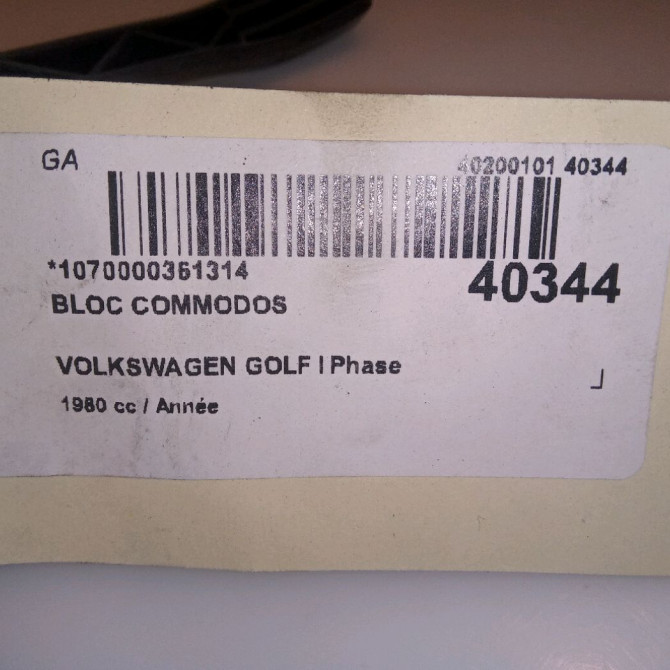 GA 40200101 40344
*1070000361314 40344
BLOC COMMODOS
VOLKSWAGEN GOLF I Phase
1980 cc / Année